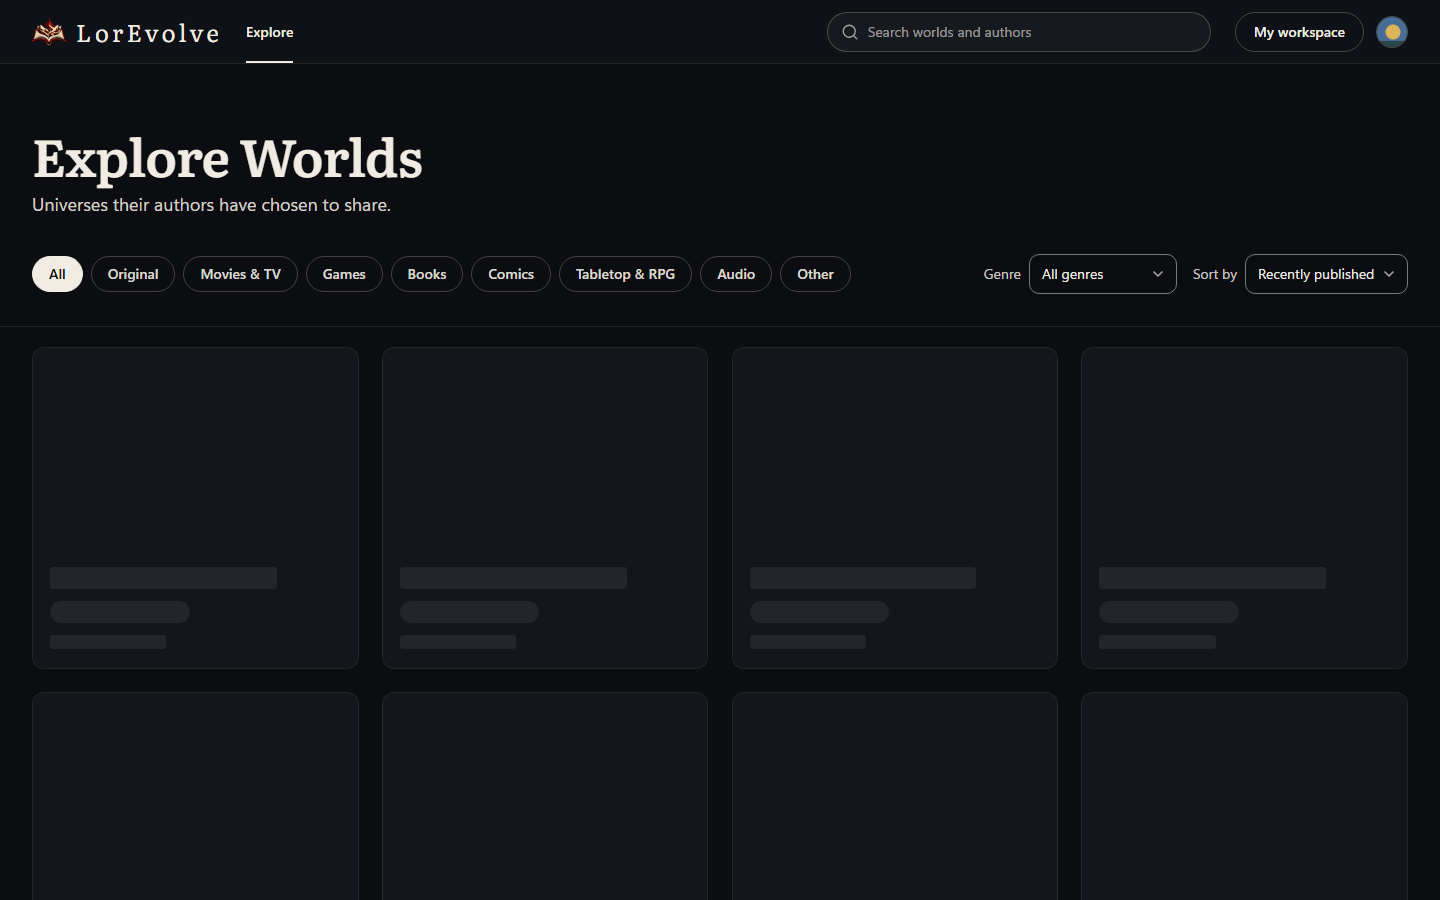 LorEvolve
Explore
Search worlds and authors
My workspace
Explore Worlds
Universes their authors have chosen to share.
All
Original
Movies & TV
Games
Books
Comics
Tabletop & RPG
Audio
Other
Genre
All genres
Sort by
Recently published